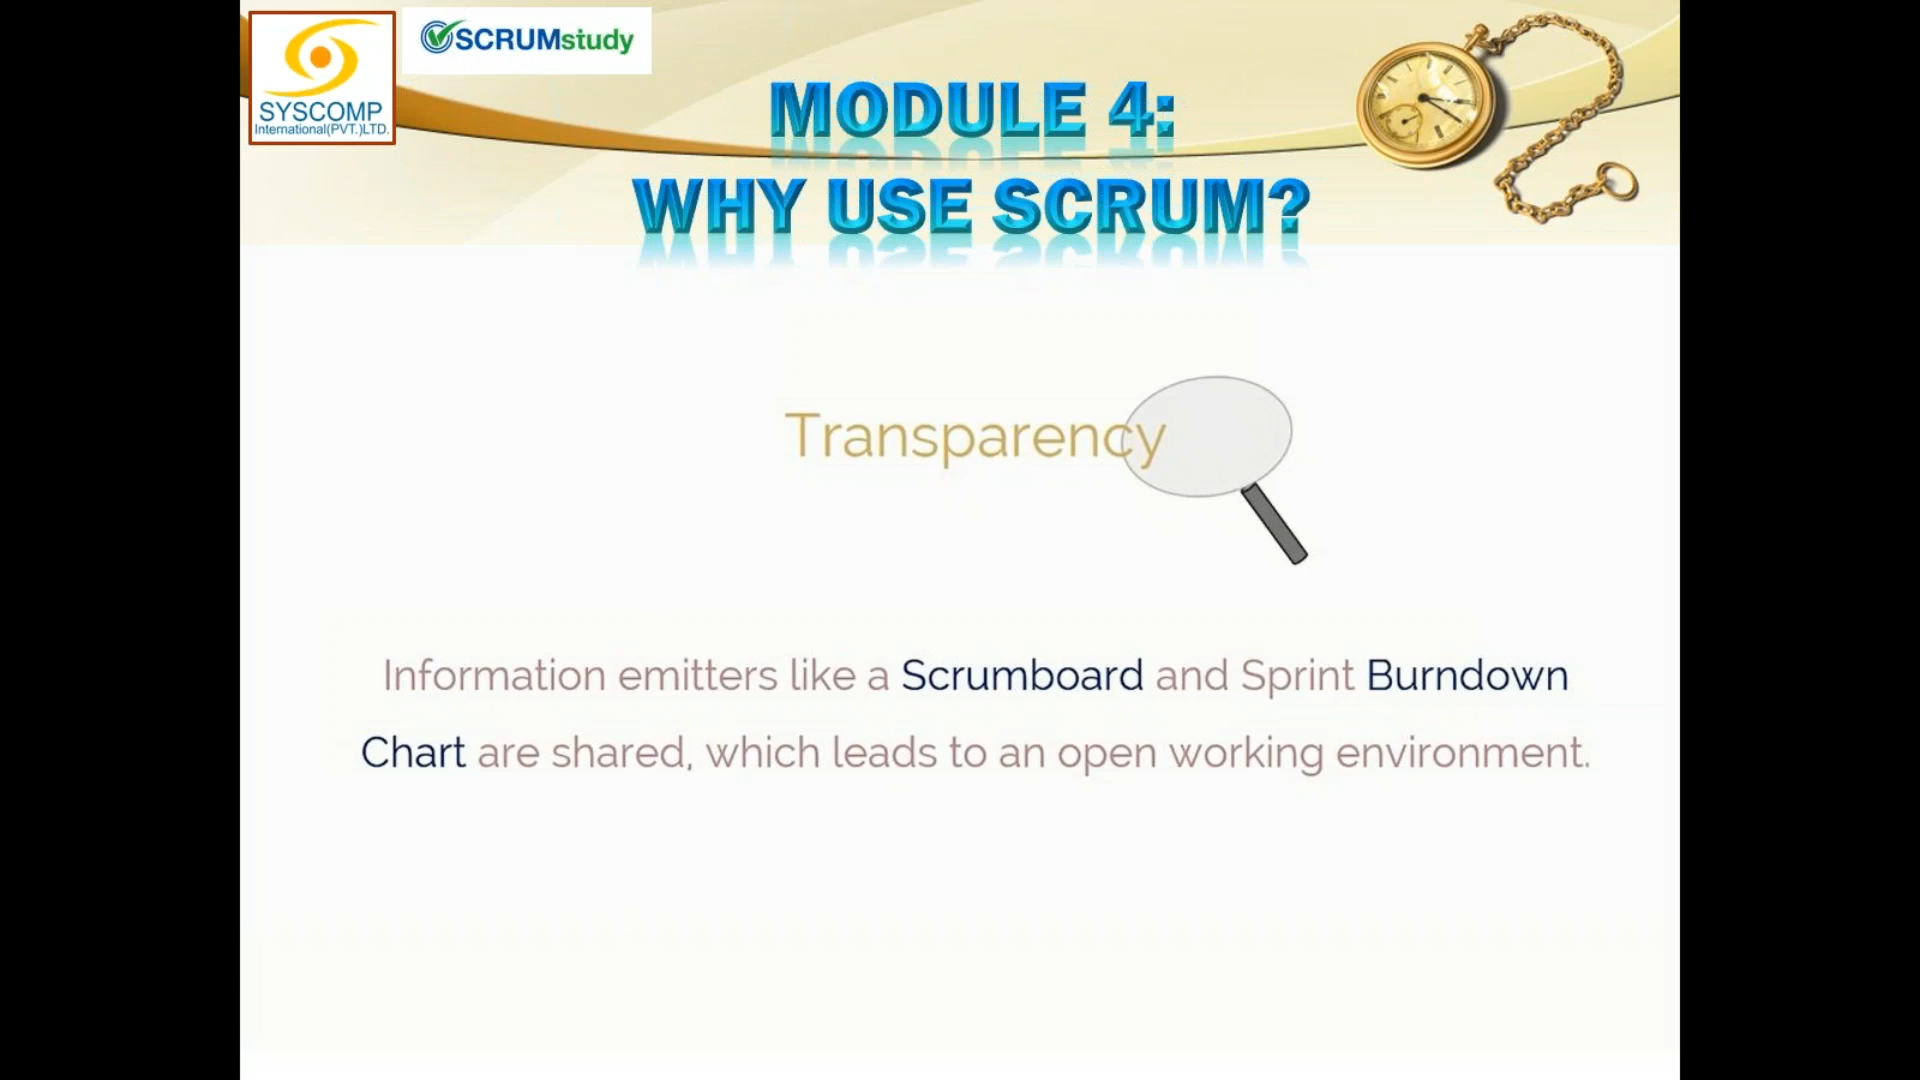 SYSCOMP
International(PVT.)LTD.
SCRUMstudy
MODULE 4:
WHY USE SCRUM?
Transparency
Information emitters like a Scrumboard and Sprint Burndown
Chart are shared, which leads to an open working environment.